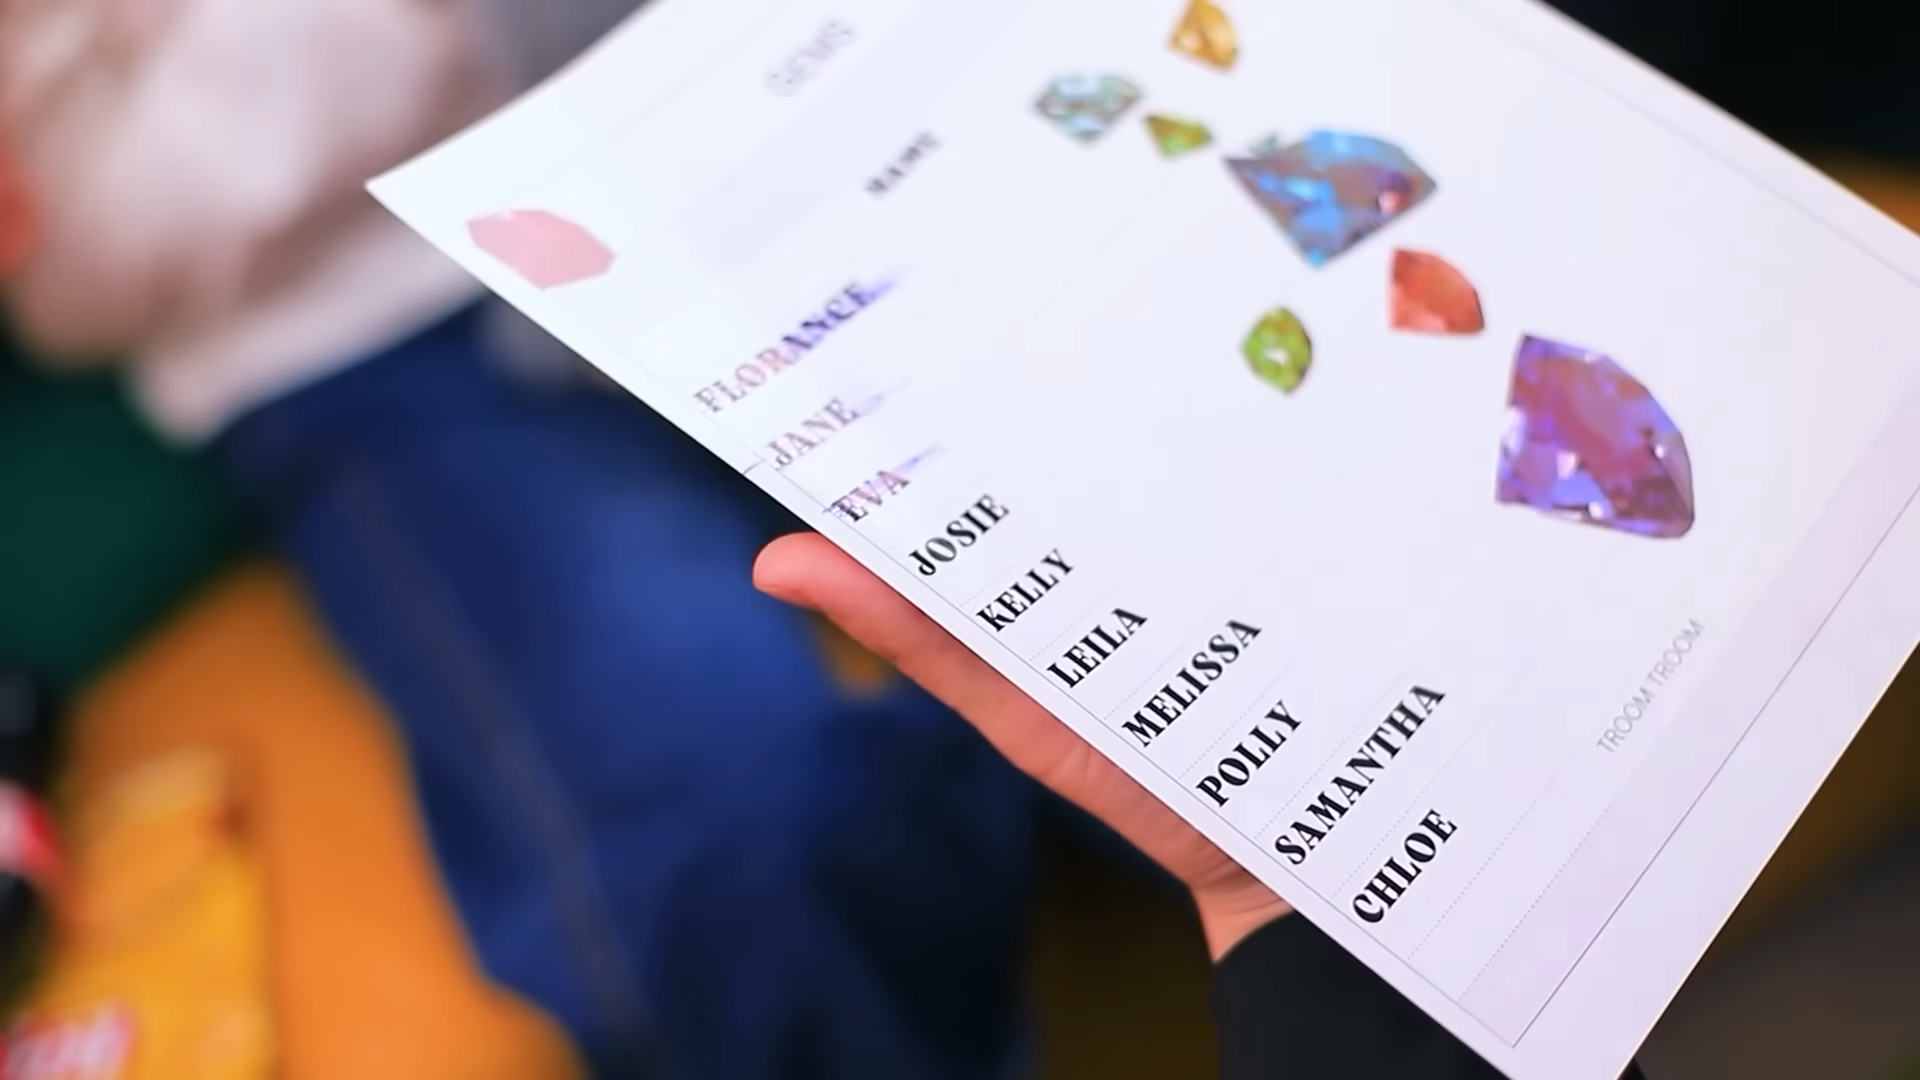 GEMS
NAME
FLORANCE
JANE
EVA
JOSIE
KELLY
LEILA
MELISSA
POLLY
SAMANTHA
CHLOE
TROOM TROOM